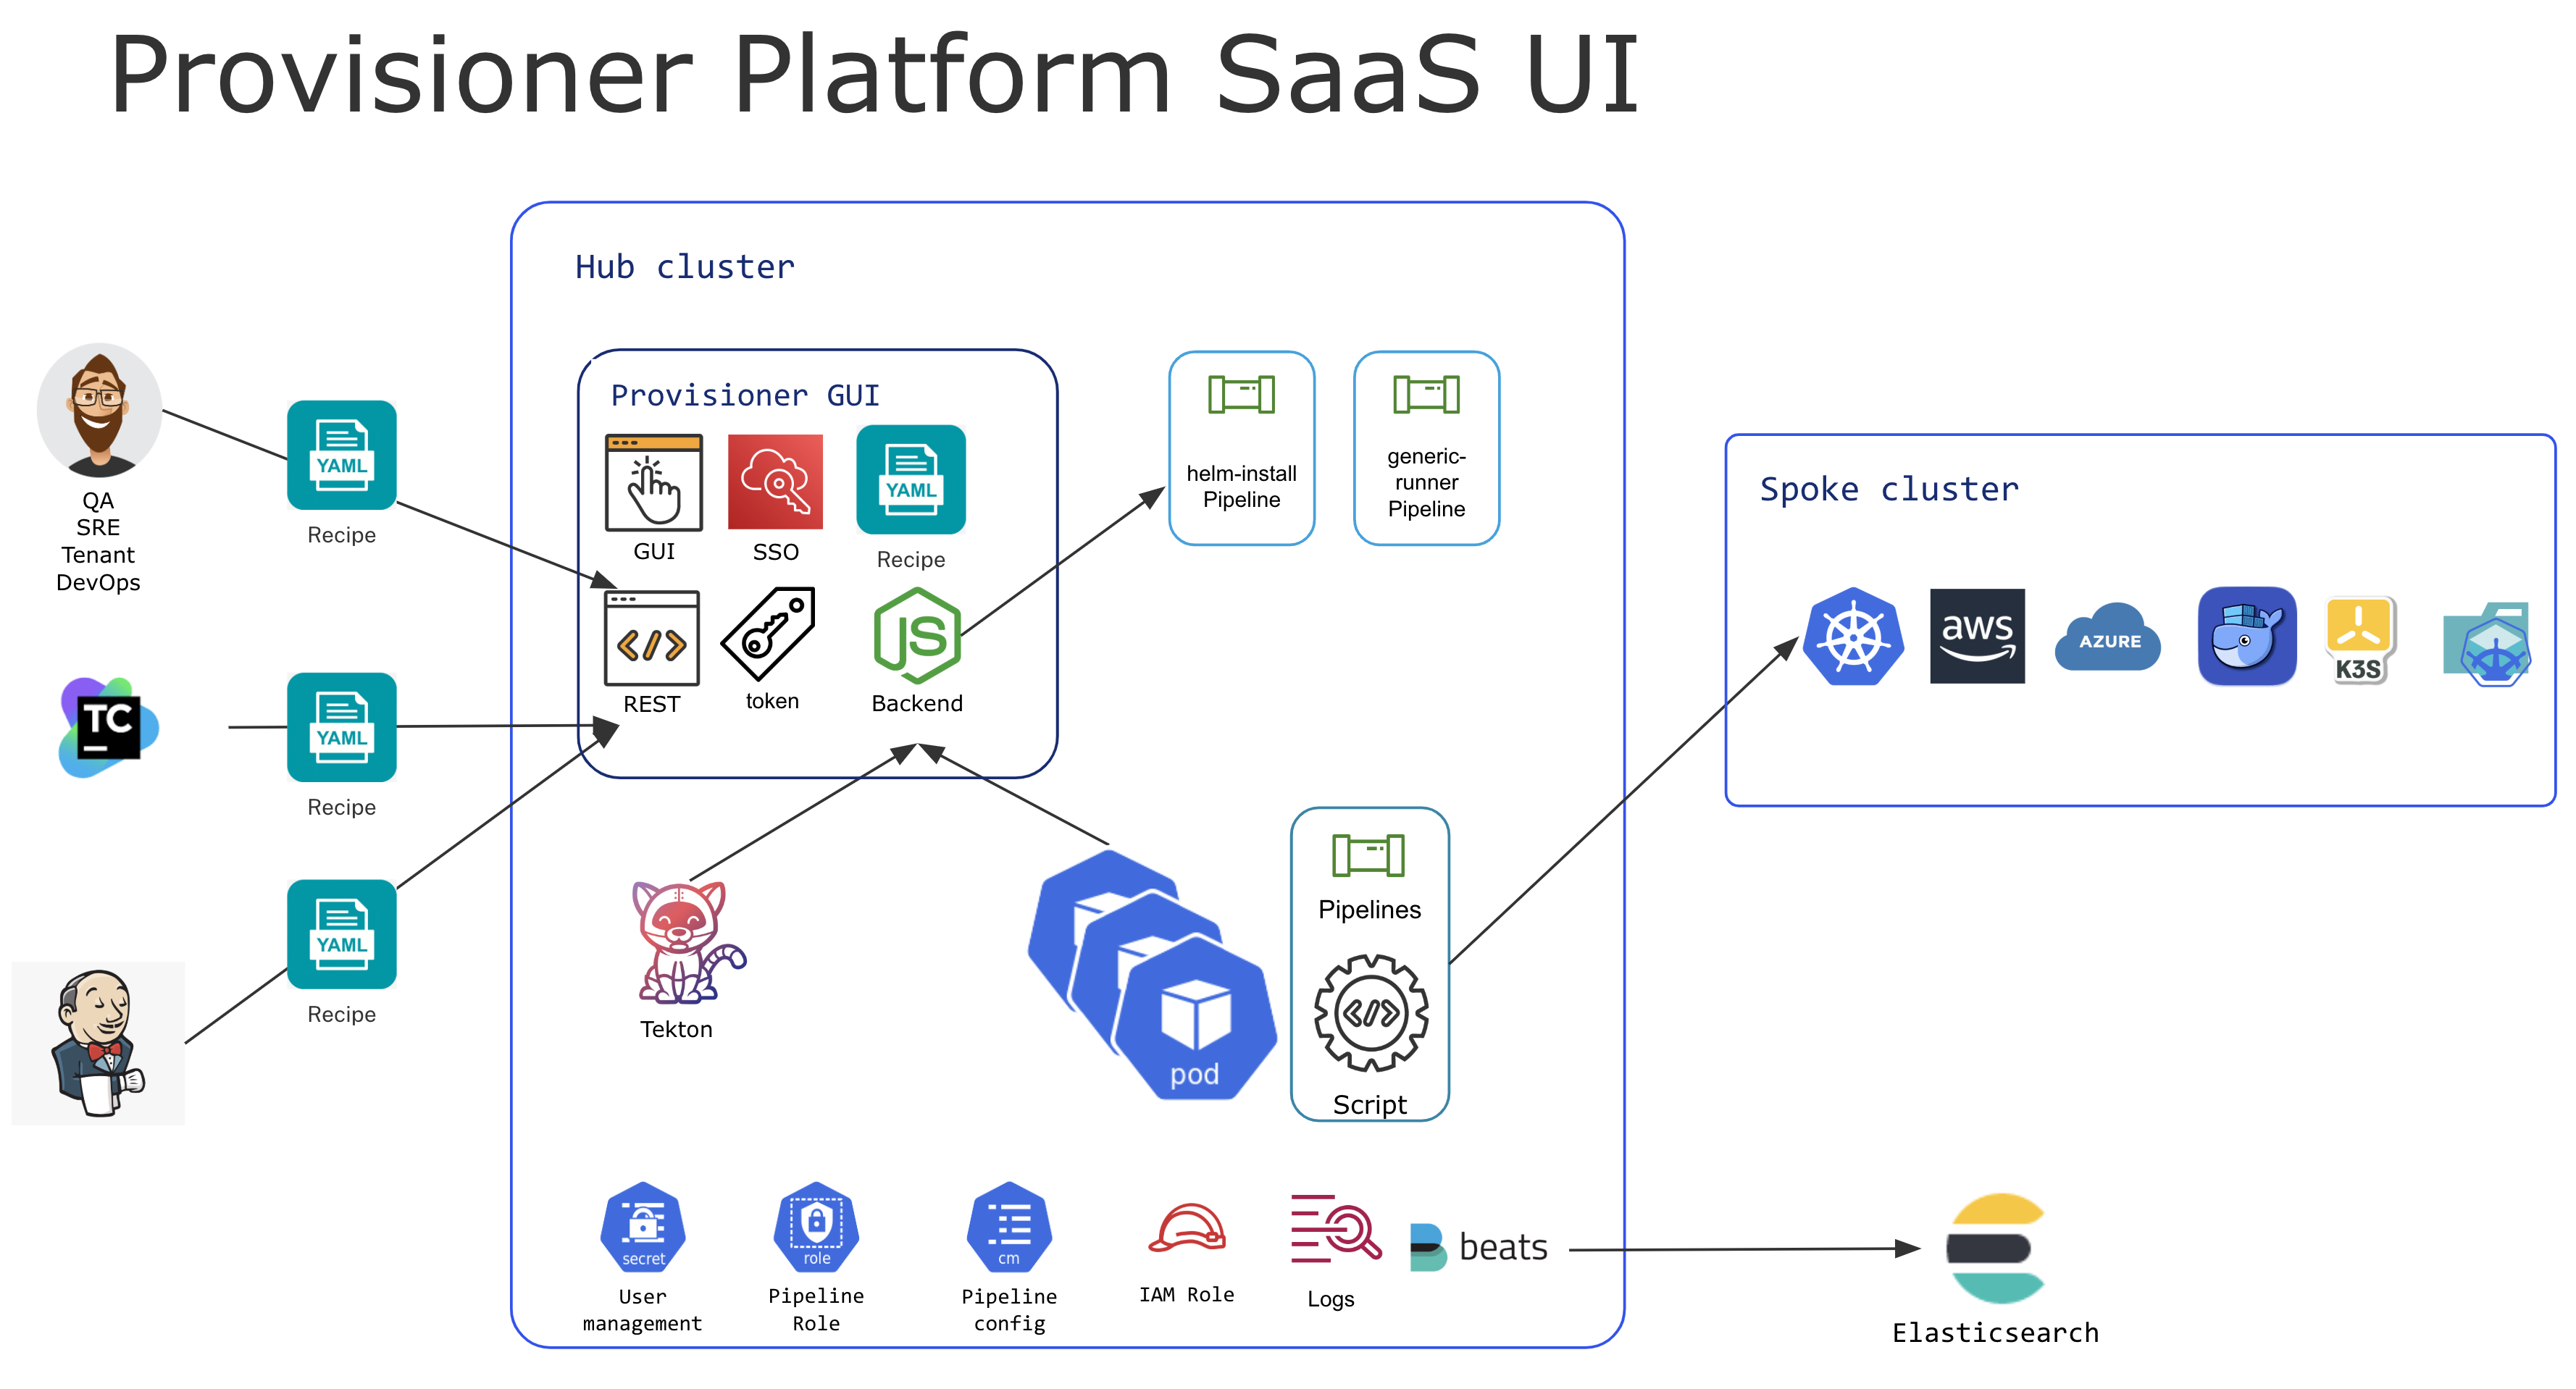 Provisioner Platform SaaS UI
Hub cluster
Provisioner GUI
GUI
SSO
YAML
Recipe
REST
token
JS
Backend
helm-install
Pipeline
generic-
runner
Pipeline
QA
SRE
Tenant
DevOps
YAML
Recipe
TC
YAML
Recipe
YAML
Recipe
Tekton
pod
Pipelines
Script
secret
User
management
role
Pipeline
Role
cm
Pipeline
config
IAM Role
Logs
beats
Spoke cluster
aws
AZURE
K3S
Elasticsearch